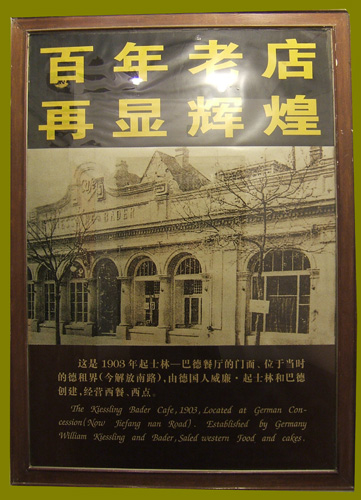 百年老店
再显辉煌
BADER
这是1903年起士林—巴德餐厅的门面。位于当时
的德租界(今解放南路),由德国人威廉·起士林和巴德
创建,经营西餐、西点。
The Kiessling Bader Cafe, 1903, Located at German Con-
cession (Now Jiefang nan Road). Established by Germany
William Kiessling and Bader, Saled western Food and cakes.